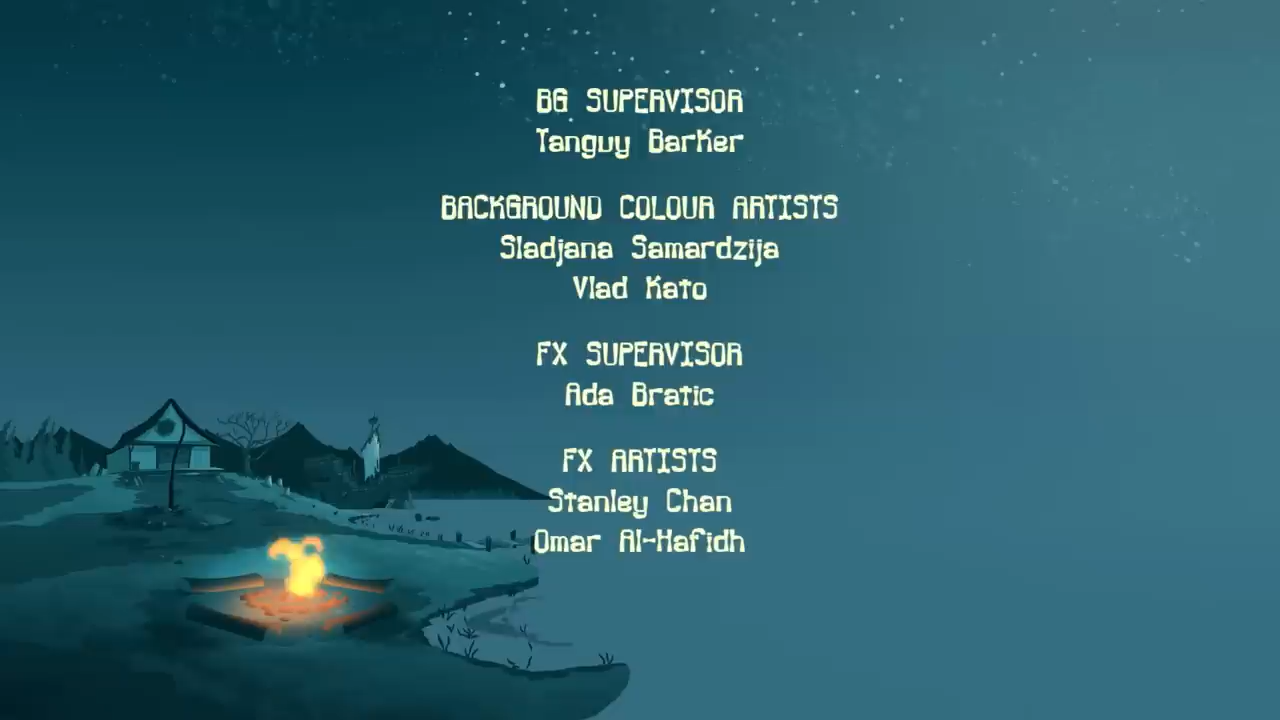 BG SUPERVISOR
Tanguy Barker
BACKGROUND COLOUR ARTISTS
Sladjana Samardzija
Vlad Kato
FX SUPERVISOR
Ada Bratic
FX ARTISTS
Stanley Chan
Omar Al-Hafidh